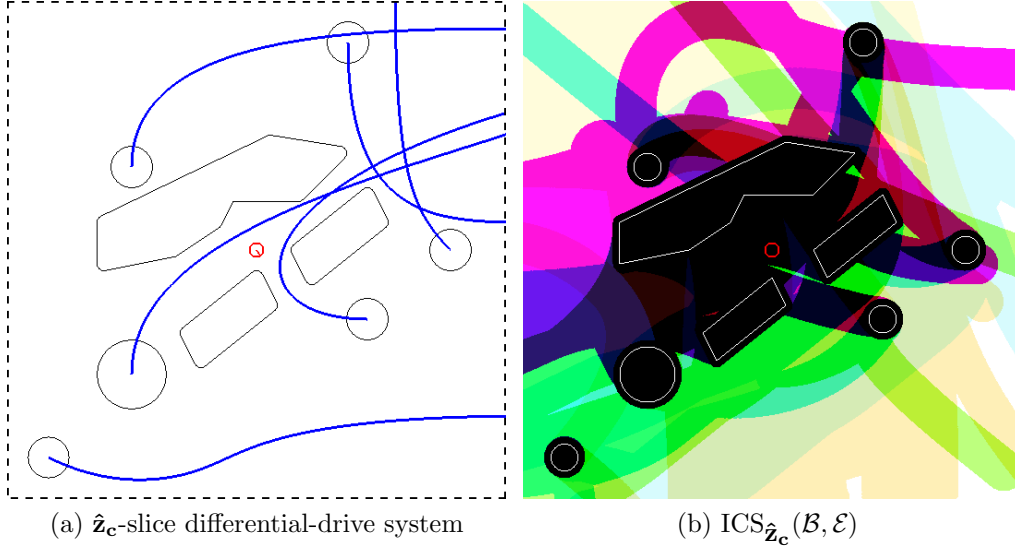 (a) ẑ_c-slice differential-drive system
(b) ICS_ẑ_c(ℬ, ℰ)